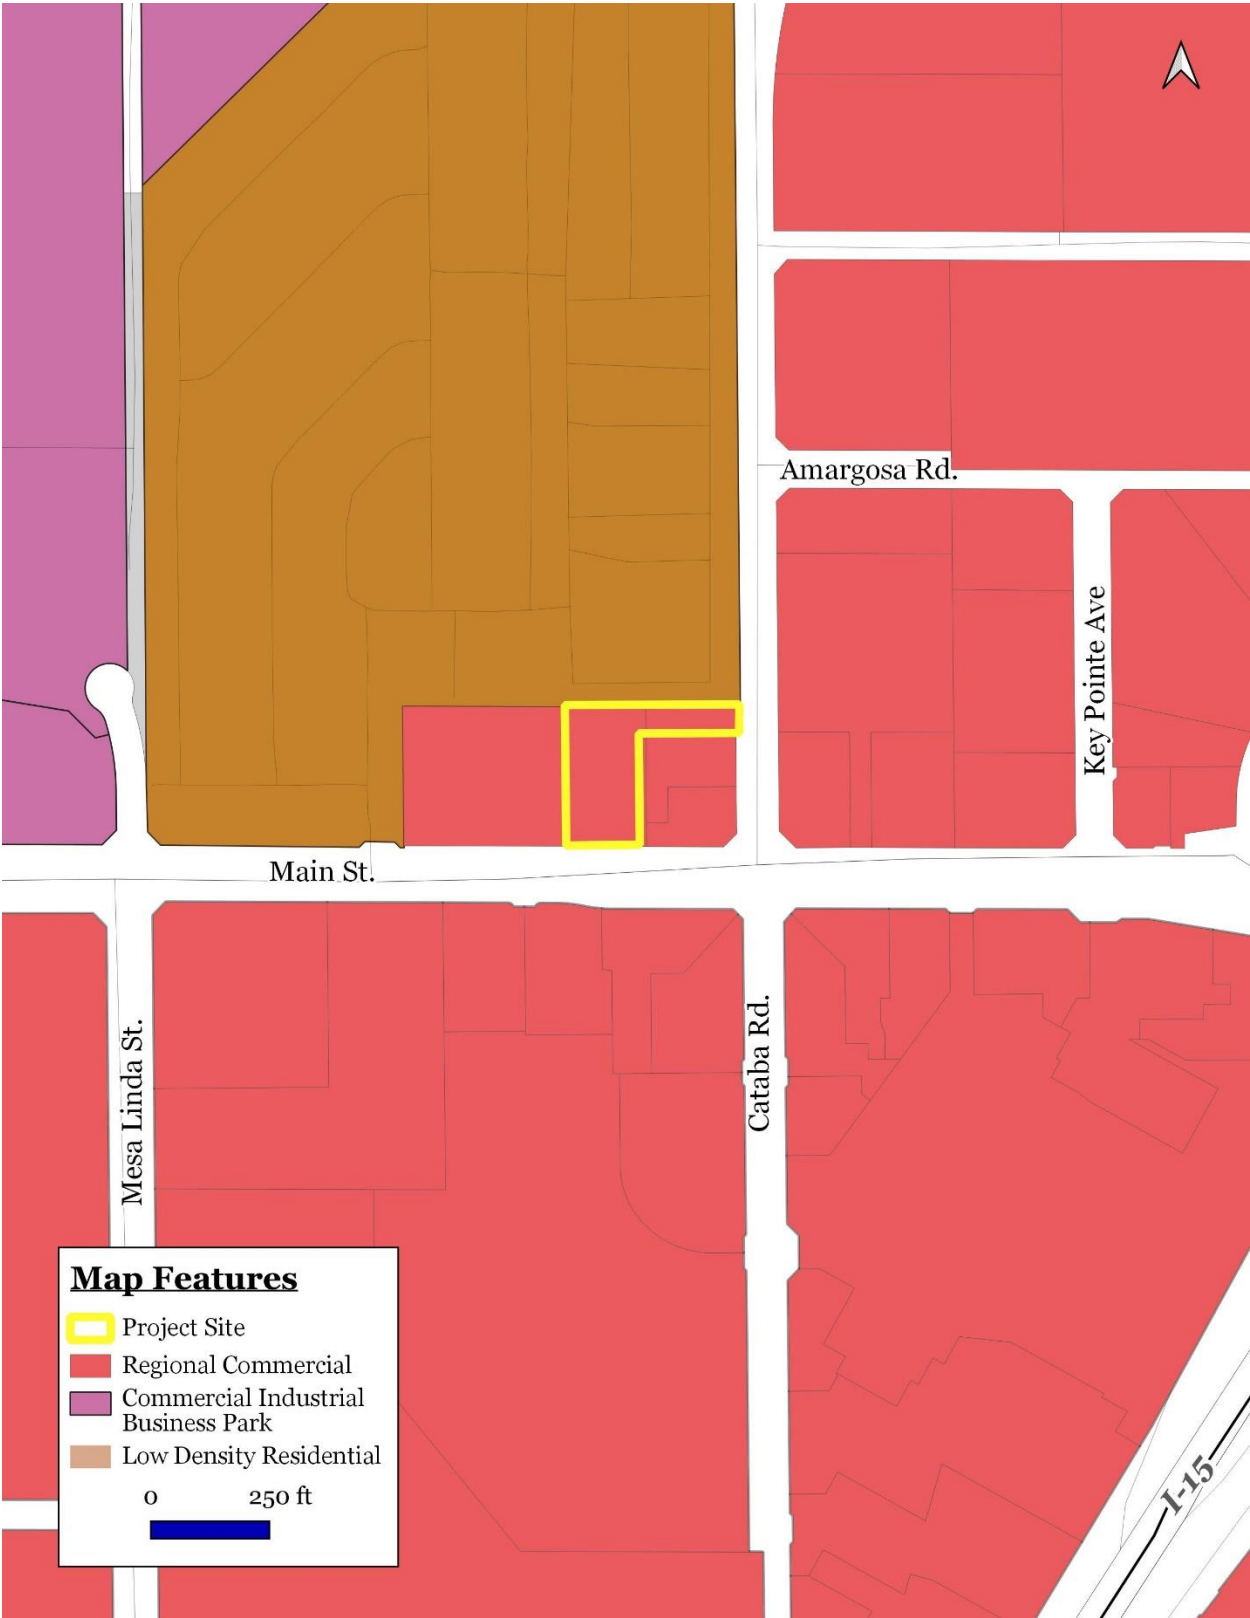 Amargosa Rd.
Key Pointe Ave
Main St.
Mesa Linda St.
Cataba Rd.
Map Features
Project Site
Regional Commercial
Commercial Industrial
Business Park
Low Density Residential
0 250 ft
I-15